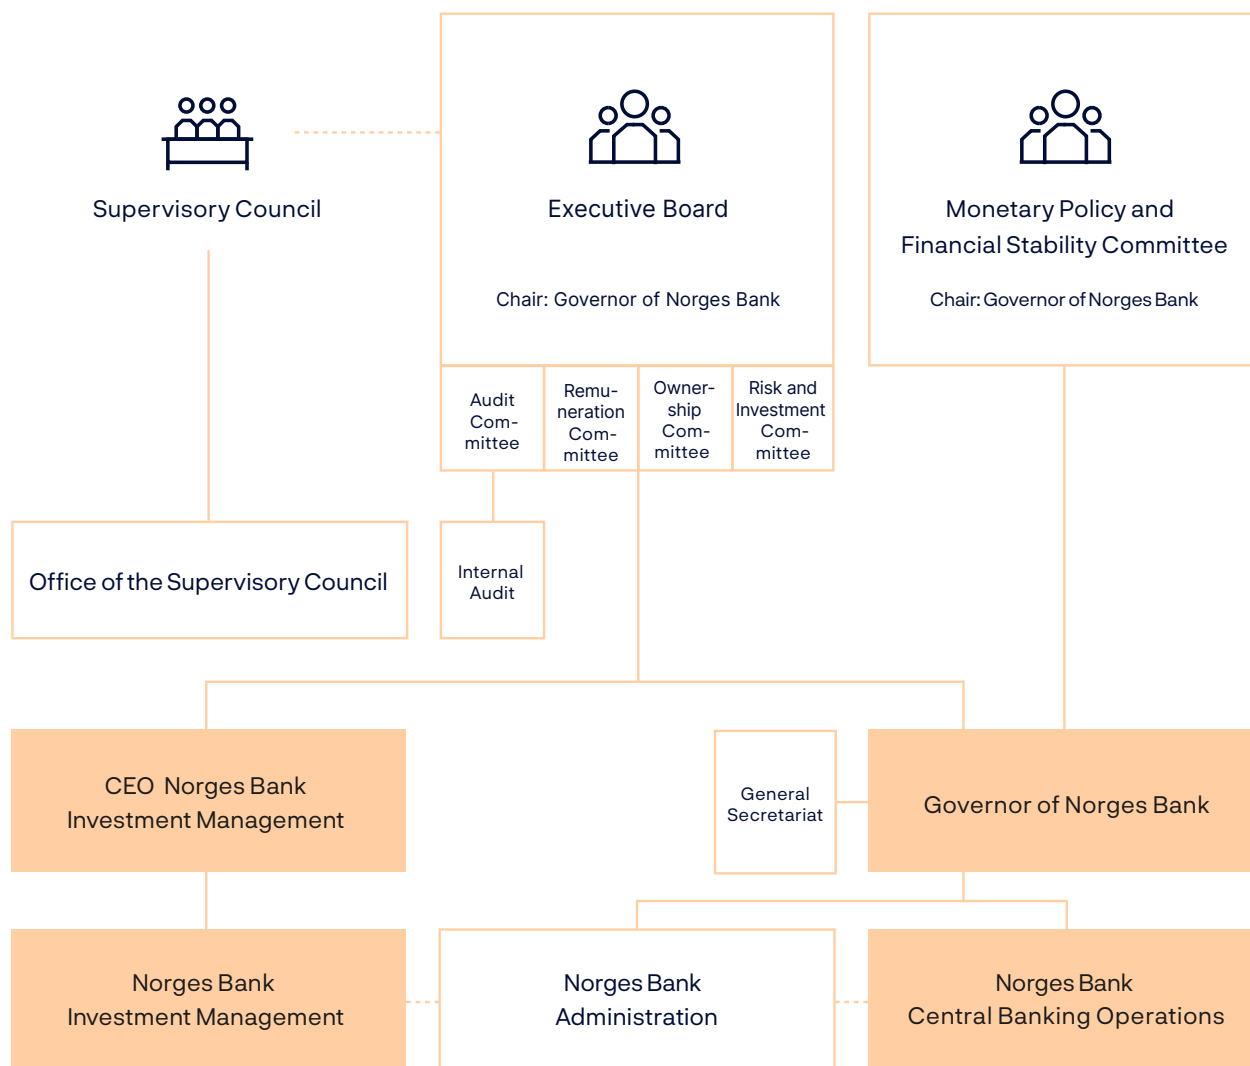 Supervisory Council
Executive Board
Chair: Governor of Norges Bank
Monetary Policy and
Financial Stability Committee
Chair: Governor of Norges Bank
Audit
Com-
mittee
Remu-
neration
Com-
mittee
Owner-
ship
Com-
mittee
Risk and
Investment
Com-
mittee
Office of the Supervisory Council
Internal
Audit
CEO Norges Bank
Investment Management
General
Secretariat
Governor of Norges Bank
Norges Bank
Investment Management
Norges Bank
Administration
Norges Bank
Central Banking Operations